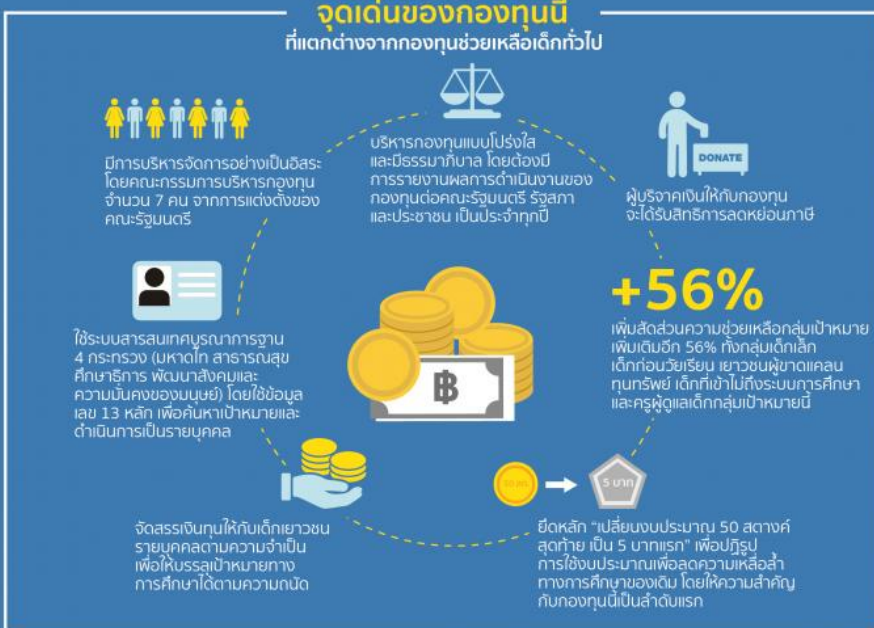 จุดเด่นของกองทุนนี้
ที่แตกต่างจากกองทุนช่วยเหลือเด็กทั่วไป
มีการบริหารจัดการอย่างเป็นอิสระ
โดยคณะกรรมการบริหารกองทุน
จำนวน 7 คน จากการแต่งตั้งของ
คณะรัฐมนตรี
บริหารกองทุนแบบโปร่งใส
และมีธรรมาภิบาล โดยต้องมี
การรายงานผลการดำเนินงานของ
กองทุนต่อคณะรัฐมนตรี รัฐสภา
และประชาชน เป็นประจำทุกปี
DONATE
ผู้บริจาคเงินให้กับกองทุน
จะได้รับสิทธิการลดหย่อนภาษี
+56%
เพิ่มสัดส่วนความช่วยเหลือกลุ่มเป้าหมาย
เพิ่มเติมอีก 56% ทั้งกลุ่มเด็กเล็ก
เด็กก่อนวัยเรียน เยาวชนผู้ขาดแคลน
ทุนทรัพย์ เด็กที่เข้าไม่ถึงระบบการศึกษา
และครูผู้ดูแลเด็กกลุ่มเป้าหมายนี้
ใช้ระบบสารสนเทศบูรณาการฐาน
4 กระทรวง (มหาดไท สาธารณสุข
ศึกษาธิการ พัฒนาสังคมและ
ความมั่นคงของมนุษย์) โดยใช้ข้อมูล
เลข 13 หลัก เพื่อค้นหาเป้าหมายและ
ดำเนินการเป็นรายบุคคล
฿
จัดสรรเงินทุนให้กับเด็กเยาวชน
รายบุคคลตามความจำเป็น
เพื่อให้บรรลุเป้าหมายทาง
การศึกษาได้ตามความถนัด
50 สต.
5 บาท
ยึดหลัก “เปลี่ยนงบประมาณ 50 สตางค์
สุดท้าย เป็น 5 บาทแรก” เพื่อปฏิรูป
การใช้งบประมาณเพื่อลดความเหลื่อล้ำ
ทางการศึกษาของเดิม โดยให้ความสำคัญ
กับกองทุนนี้เป็นลำดับแรก